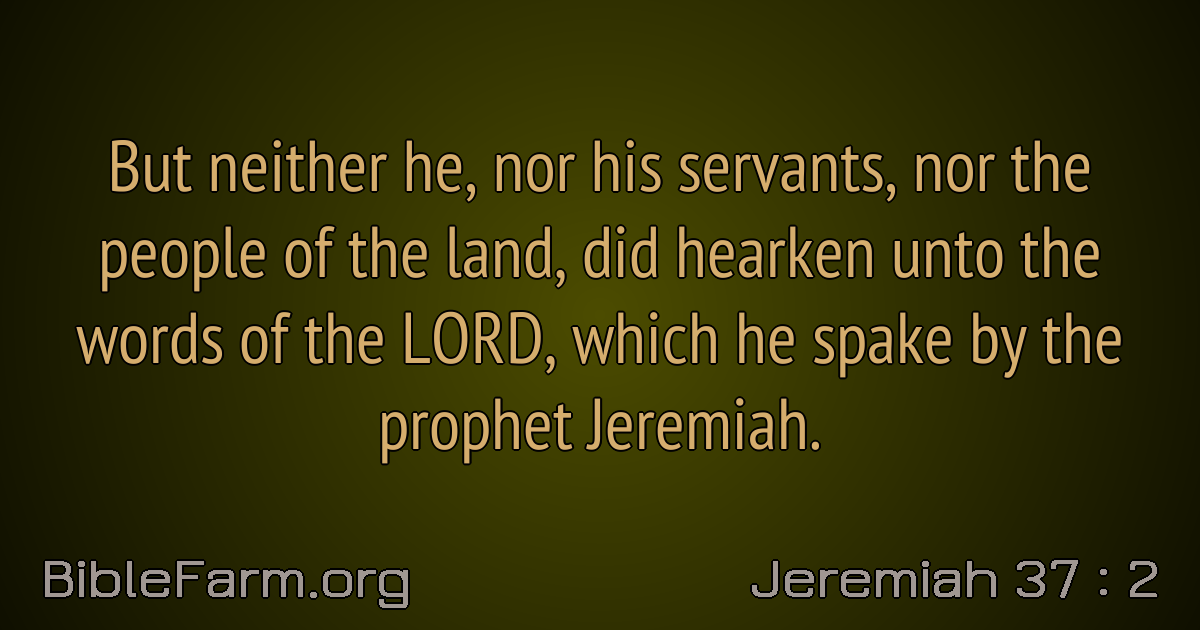 But neither he, nor his servants, nor the
people of the land, did hearken unto the
words of the LORD, which he spake by the
prophet Jeremiah.
BibleFarm.org
Jeremiah 37 : 2